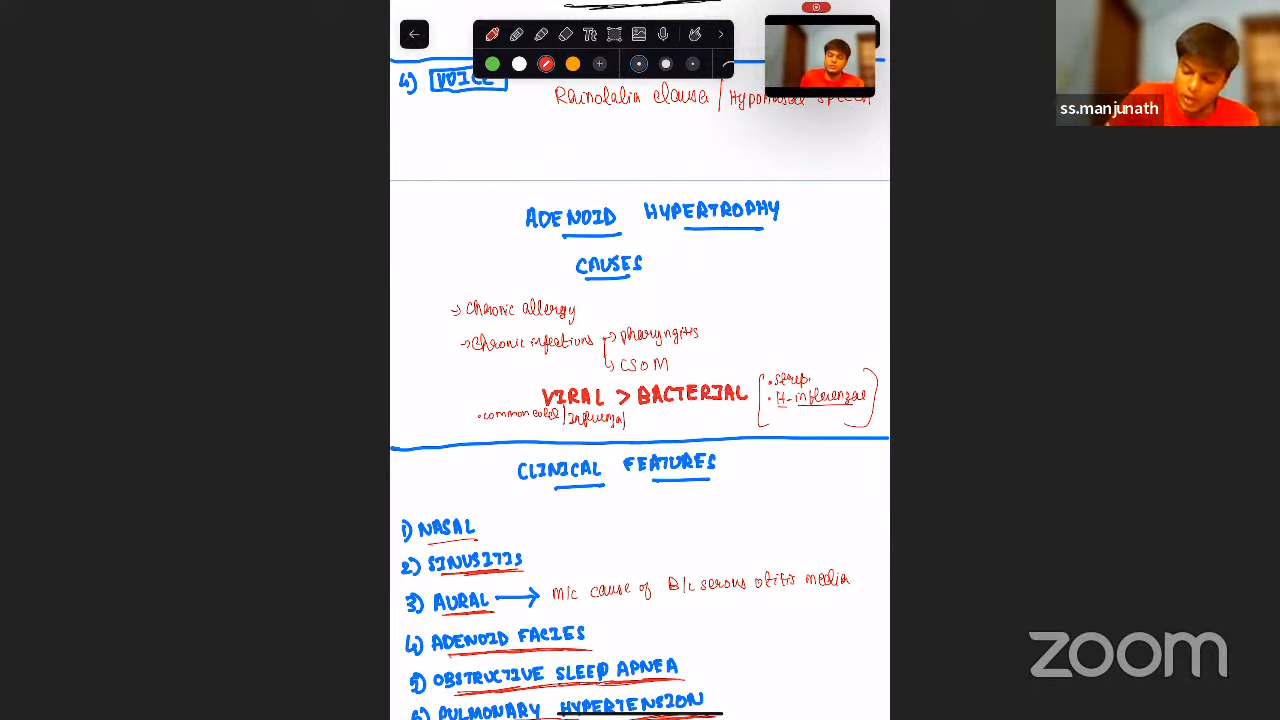 ss.manjunath
4) VOICE
Rhinolalia clausa / Hyponasal speech
ADENOID HYPERTROPHY
CAUSES
→ Chronic allergy
→ Chronic infections → pharyngitis
→ CSOM
VIRAL > BACTERIAL
• Strep.
• H-influenzae
• common cold / Influenza /
CLINICAL FEATURES
1) NASAL
2) SINUSITIS
3) AURAL → M/c cause of B/L serous otitis media
4) ADENOID FACIES
5) OBSTRUCTIVE SLEEP APNEA
6) PULMONARY HYPERTENSION
Tt
zoom